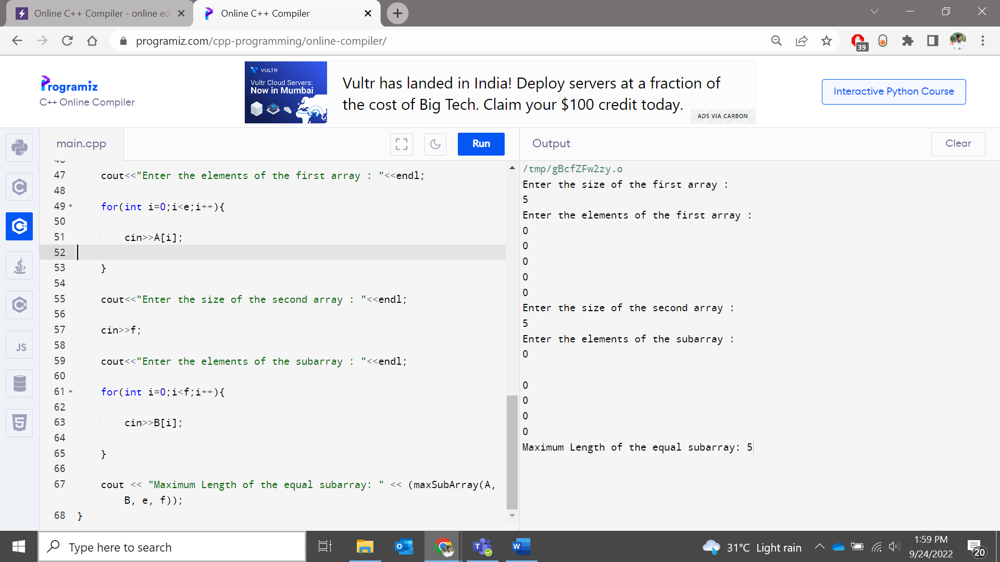 Online C++ Compiler - online ed
Online C++ Compiler
programiz.com/cpp-programming/online-compiler/
39
Programiz
C++ Online Compiler
VULTR
Vultr Cloud Servers:
Now in Mumbai
Vultr has landed in India! Deploy servers at a fraction of
the cost of Big Tech. Claim your $100 credit today.
ADS VIA CARBON
Interactive Python Course
main.cpp
Run
Output
Clear
47 cout<<"Enter the elements of the first array : "<<endl;
48
49 for(int i=0;i<e;i++){
50
51 cin>>A[i];
52
53 }
54
55 cout<<"Enter the size of the second array : "<<endl;
56
57 cin>>f;
58
59 cout<<"Enter the elements of the subarray : "<<endl;
60
61 for(int i=0;i<f;i++){
62
63 cin>>B[i];
64
65 }
66
67 cout << "Maximum Length of the equal subarray: " << (maxSubArray(A,
B, e, f));
68 }
/tmp/gBcfZFw2zy.o
Enter the size of the first array :
5
Enter the elements of the first array :
0
0
0
0
0
Enter the size of the second array :
5
Enter the elements of the subarray :
0
0
0
0
0
Maximum Length of the equal subarray: 5
JS
Type here to search
31°C Light rain
1:59 PM
9/24/2022
20